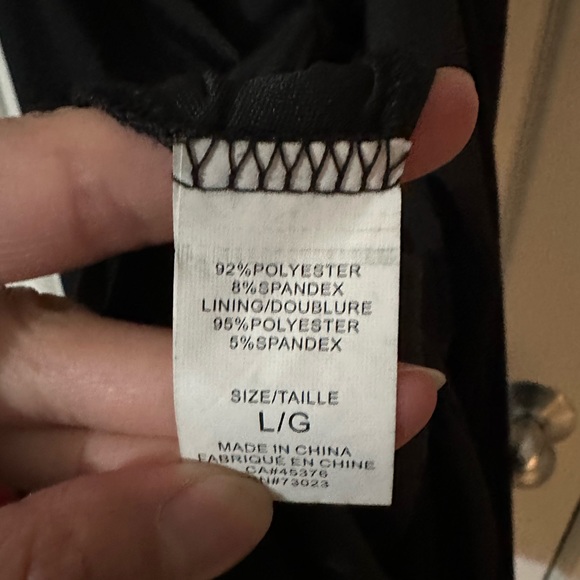 92%POLYESTER
8%SPANDEX
LINING/DOUBLURE
95%POLYESTER
5%SPANDEX
SIZE/TAILLE
L/G
MADE IN CHINA
FABRIQUÉ EN CHINE
CA#45376
N#73023